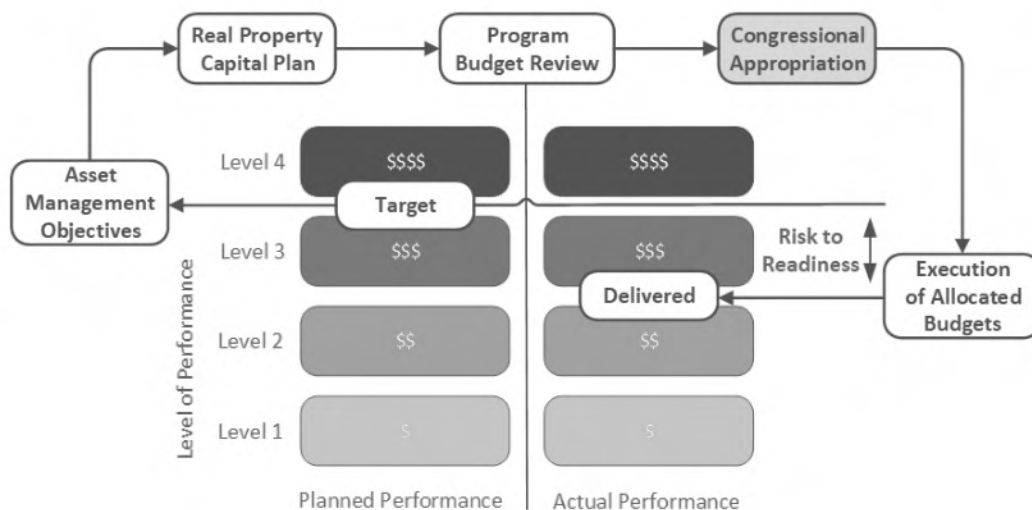 Real Property
Capital Plan
Program
Budget Review
Congressional
Appropriation
Asset
Management
Objectives
Level 4
$$$$
$$$$
Target
Level 3
$$$
$$$
Risk to
Readiness
Execution
of Allocated
Budgets
Delivered
Level 2
$$
$$
Level 1
$
$
Level of Performance
Planned Performance
Actual Performance